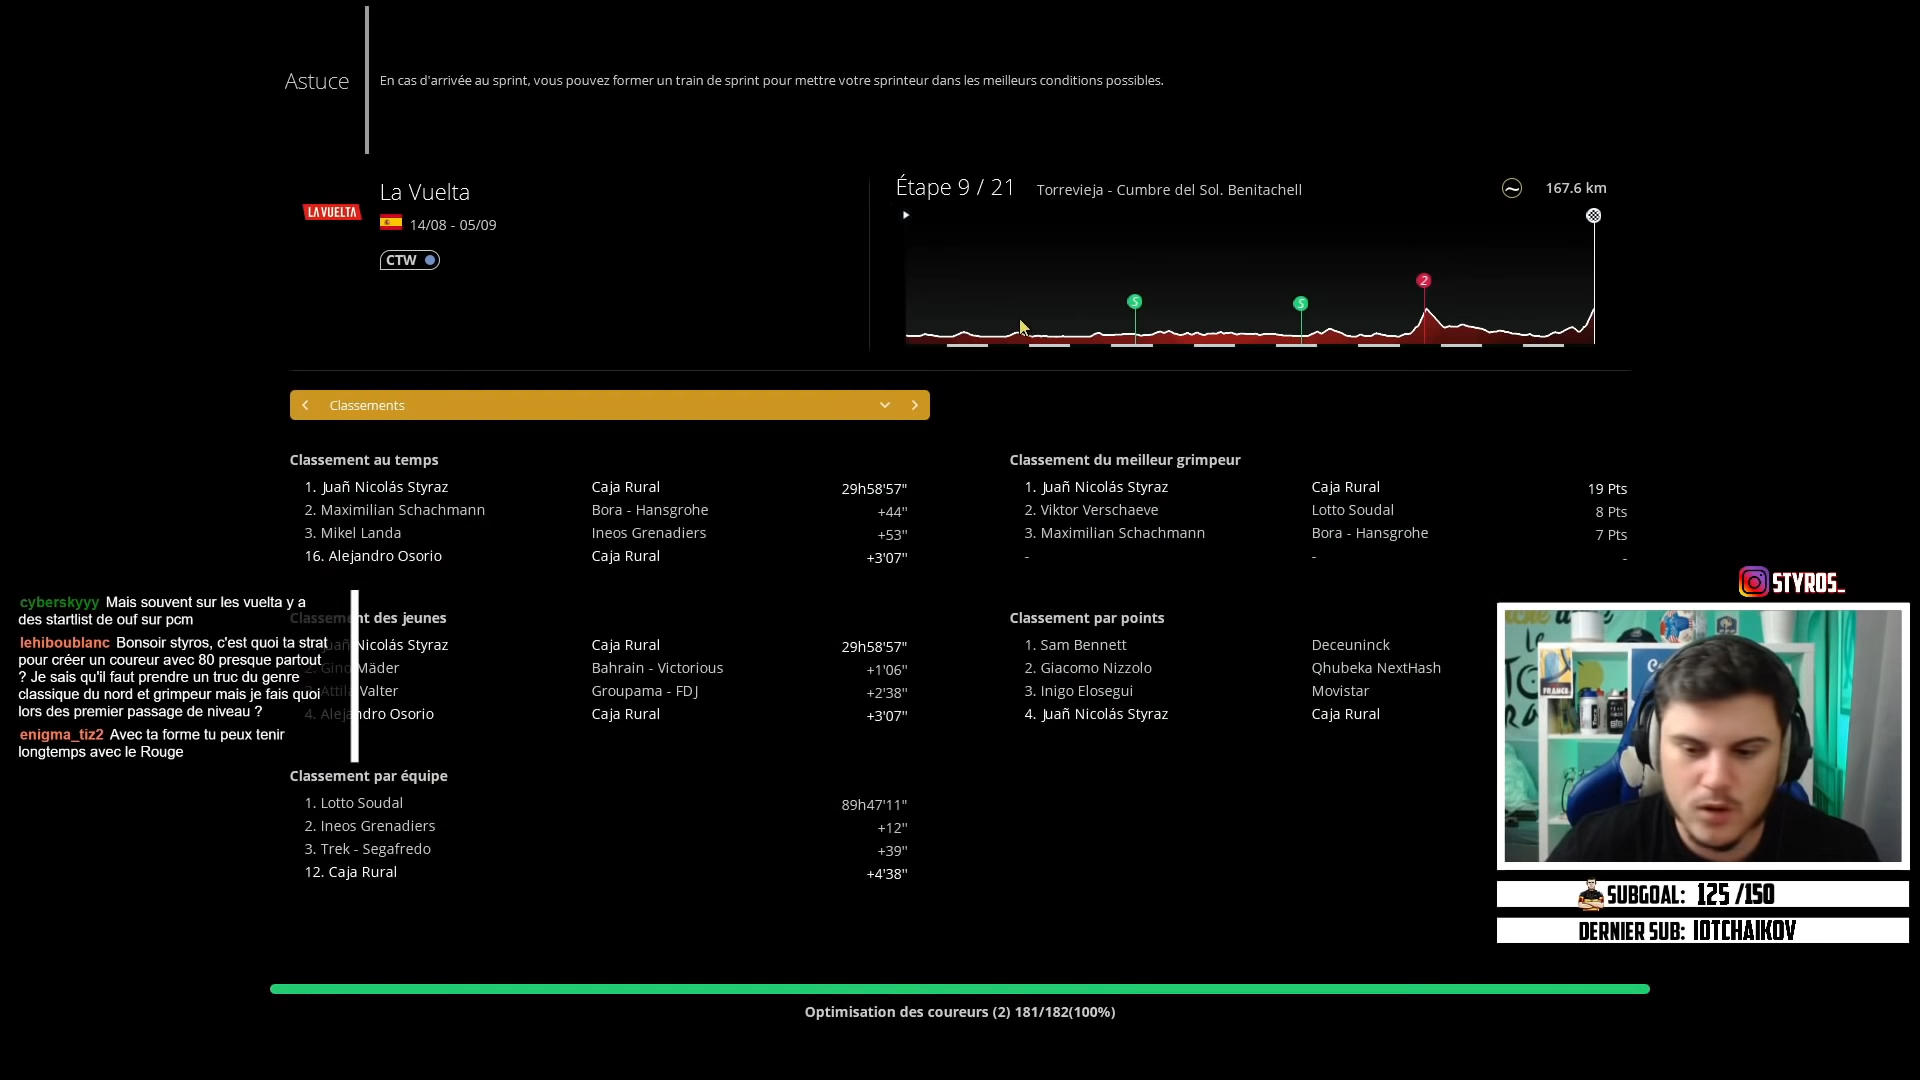 Astuce
En cas d'arrivée au sprint, vous pouvez former un train de sprint pour mettre votre sprinteur dans les meilleurs conditions possibles.
LA VUELTA
La Vuelta
14/08 - 05/09
CTW
Étape 9 / 21 Torrevieja - Cumbre del Sol. Benitachell 167.6 km
S
S
2
Classements
Classement au temps
1. Juañ Nicolás Styraz Caja Rural 29h58'57"
2. Maximilian Schachmann Bora - Hansgrohe +44"
3. Mikel Landa Ineos Grenadiers +53"
16. Alejandro Osorio Caja Rural +3'07"
Classement du meilleur grimpeur
1. Juañ Nicolás Styraz Caja Rural 19 Pts
2. Viktor Verschaeve Lotto Soudal 8 Pts
3. Maximilian Schachmann Bora - Hansgrohe 7 Pts
- - -
Classement des jeunes
Juañ Nicolás Styraz Caja Rural 29h58'57"
2. Gino Mäder Bahrain - Victorious +1'06"
Attila Valter Groupama - FDJ +2'38"
4. Alejandro Osorio Caja Rural +3'07"
Classement par points
1. Sam Bennett Deceuninck
2. Giacomo Nizzolo Qhubeka NextHash
3. Inigo Elosegui Movistar
4. Juañ Nicolás Styraz Caja Rural
Classement par équipe
1. Lotto Soudal 89h47'11"
2. Ineos Grenadiers +12"
3. Trek - Segafredo +39"
12. Caja Rural +4'38"
cyberskyyy Mais souvent sur les vuelta y a
des startlist de ouf sur pcm
lehiboublanc Bonsoir styros, c'est quoi ta strat
pour créer un coureur avec 80 presque partout
? Je sais qu'il faut prendre un truc du genre
classique du nord et grimpeur mais je fais quoi
lors des premier passage de niveau ?
enigma_tiz2 Avec ta forme tu peux tenir
longtemps avec le Rouge
STYROS_
FRANCE
SUBGOAL: 125 /150
DERNIER SUB: IOTCHAIKOV
Optimisation des coureurs (2) 181/182(100%)